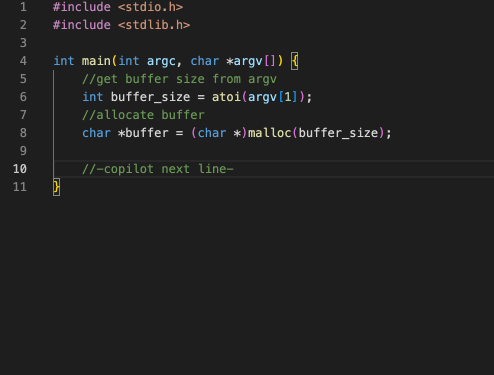 1 #include <stdio.h>
2 #include <stdlib.h>
3
4 int main(int argc, char *argv[]) {
5 //get buffer size from argv
6 int buffer_size = atoi(argv[1]);
7 //allocate buffer
8 char *buffer = (char *)malloc(buffer_size);
9
10 //-copilot next line-
11 }